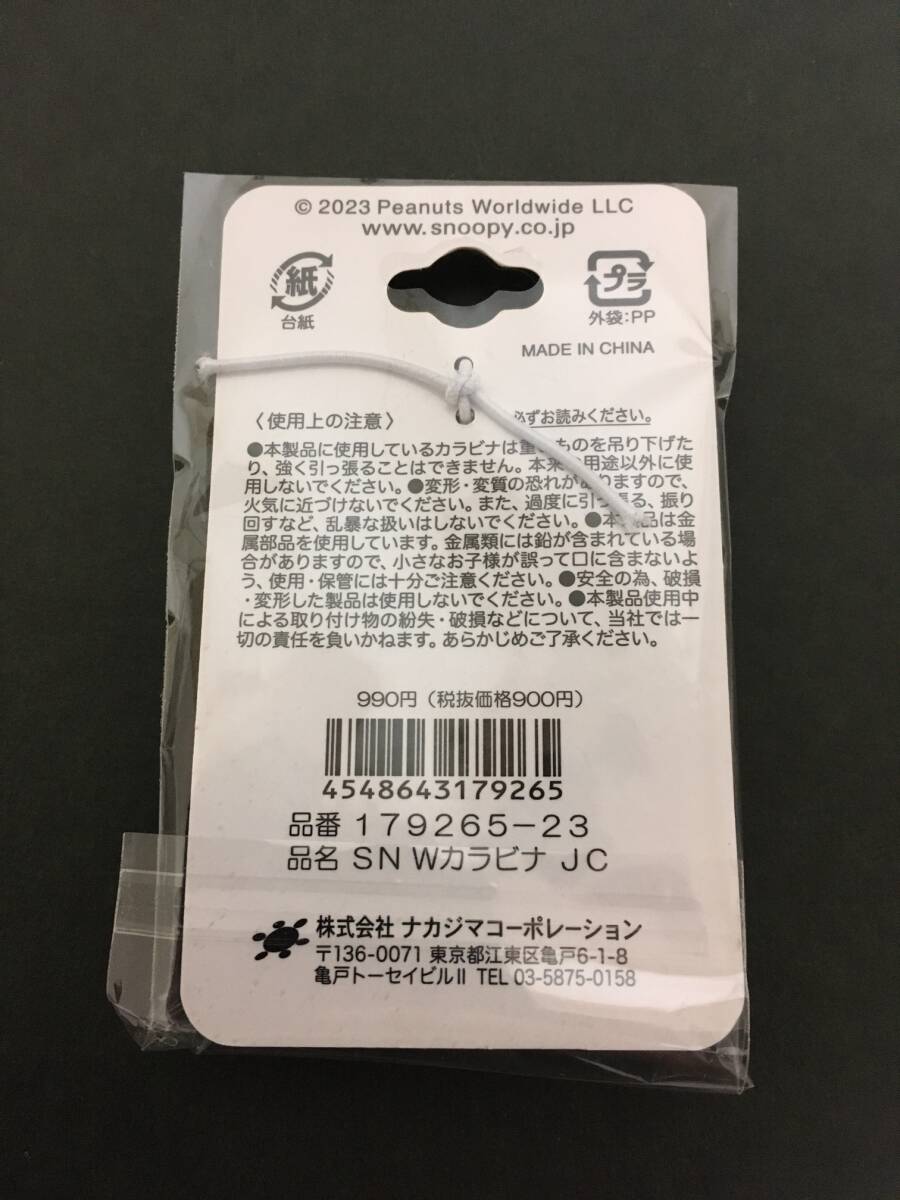 © 2023 Peanuts Worldwide LLC
www.snoopy.co.jp
紙
台紙
プラ
外袋:PP
MADE IN CHINA
〈使用上の注意〉
必ずお読みください。
●本製品に使用しているカラビナは重いものを吊り下げた
り、強く引っ張ることはできません。本来の用途以外に使
用しないでください。●変形・変質の恐れがありますので、
火気に近づけないでください。また、過度に引っ張る、振り
回すなど、乱暴な扱いはしないでください。●本製品は金
属部品を使用しています。金属類には鉛が含まれている場
合がありますので、小さなお子様が誤って口に含まないよ
う、使用・保管には十分ご注意ください。●安全の為、破損
・変形した製品は使用しないでください。●本製品使用中
による取り付け物の紛失・破損などについて、当社では一
切の責任を負いかねます。あらかじめご了承ください。
990円(税抜価格900円)
4548643179265
品番 179265-23
品名 SN Wカラビナ JC
株式会社 ナカジマコーポレーション
〒136-0071 東京都江東区亀戸6-1-8
亀戸トーセイビルII TEL 03-5875-0158